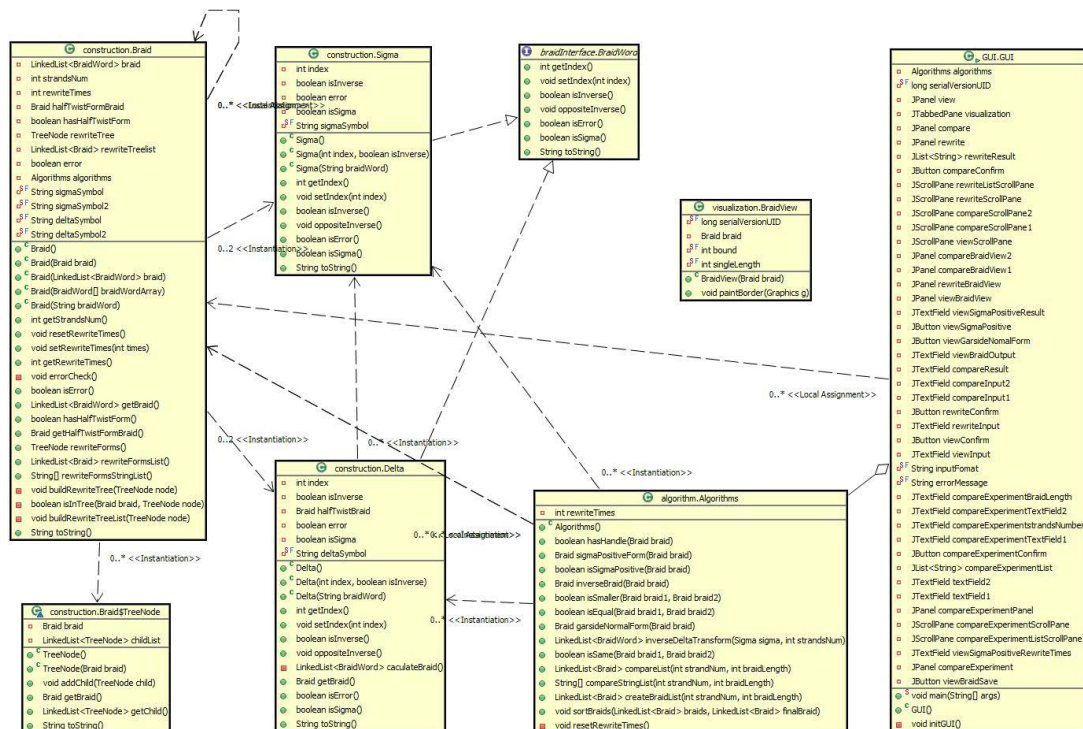 construction.Braid
LinkedList<BraidWord> braid
int strandsNum
int rewriteTimes
Braid halfTwistFormBraid
boolean hasHalfTwistForm
TreeNode rewriteTree
LinkedList<Braid> rewriteTreelist
boolean error
Algorithms algorithms
String sigmaSymbol
String sigmaSymbol2
String deltaSymbol
String deltaSymbol2
Braid()
Braid(Braid braid)
Braid(LinkedList<BraidWord> braid)
Braid(BraidWord[] braidWordArray)
Braid(String braidWord)
int getStrandsNum()
void resetRewriteTimes()
void setRewriteTimes(int times)
int getRewriteTimes()
void errorCheck()
boolean isError()
LinkedList<BraidWord> getBraid()
boolean hasHalfTwistForm()
Braid getHalfTwistFormBraid()
TreeNode rewriteForms()
LinkedList<Braid> rewriteFormsList()
String[] rewriteFormsStringList()
void buildRewriteTree(TreeNode node)
boolean isInTree(Braid braid, TreeNode node)
void buildRewriteTreeList(TreeNode node)
String toString()
0..* <<Instantiation>>
construction.Braid$TreeNode
Braid braid
LinkedList<TreeNode> childList
TreeNode()
TreeNode(Braid braid)
void addChild(TreeNode child)
Braid getBraid()
LinkedList<TreeNode> getChild()
String toString()
construction.Sigma
int index
boolean isInverse
boolean error
boolean isSigma
String sigmaSymbol
Sigma()
Sigma(int index, boolean isInverse)
Sigma(String braidWord)
int getIndex()
void setIndex(int index)
boolean isInverse()
void oppositeInverse()
boolean isError()
boolean isSigma()
String toString()
0..2 <<Instantiation>>
0..2 <<Instantiation>>
0..* <<Instantiation>>
construction.Delta
int index
boolean isInverse
Braid halfTwistBraid
boolean error
boolean isSigma
String deltaSymbol
Delta()
Delta(int index, boolean isInverse)
Delta(String braidWord)
int getIndex()
void setIndex(int index)
boolean isInverse()
void oppositeInverse()
LinkedList<BraidWord> caculateBraid()
Braid getBraid()
boolean isError()
boolean isSigma()
String toString()
braidInterface.BraidWord
int getIndex()
void setIndex(int index)
boolean isInverse()
void oppositeInverse()
boolean isError()
boolean isSigma()
String toString()
visualization.BraidView
long serialVersionUID
Braid braid
int bound
int singleLength
BraidView(Braid braid)
void paintBorder(Graphics g)
0..* <<Local Assignment>>
0..* <<Instantiation>>
0..* <<Instantiation>>
algorithm.Algorithms
int rewriteTimes
Algorithms()
boolean hasHandle(Braid braid)
Braid sigmaPositiveForm(Braid braid)
boolean isSigmaPositive(Braid braid)
Braid inverseBraid(Braid braid)
boolean isSmaller(Braid braid1, Braid braid2)
boolean isEqual(Braid braid1, Braid braid2)
Braid garsideNormalForm(Braid braid)
LinkedList<BraidWord> inverseDeltaTransform(Sigma sigma, int strandsNum)
boolean isSame(Braid braid1, Braid braid2)
LinkedList<Braid> compareList(int strandNum, int braidLength)
String[] compareStringList(int strandNum, int braidLength)
LinkedList<Braid> createBraidList(int strandNum, int braidLength)
void sortBraids(LinkedList<Braid> braids, LinkedList<Braid> finalBraid)
void resetRewriteTimes()
GUI.GUI
Algorithms algorithms
long serialVersionUID
JPanel view
JTabbedPane visualization
JPanel compare
JPanel rewrite
JList<String> rewriteResult
JButton compareConfirm
JScrollPane rewriteListScrollPane
JScrollPane rewriteScrollPane
JScrollPane compareScrollPane2
JScrollPane compareScrollPane1
JScrollPane viewScrollPane
JPanel compareBraidView2
JPanel compareBraidView1
JPanel rewriteBraidView
JPanel viewBraidView
JTextField viewSigmaPositiveResult
JButton viewSigmaPositive
JButton viewGarsideNomalForm
JTextField viewBraidOutput
JTextField compareResult
JTextField compareInput2
JTextField compareInput1
JButton rewriteConfirm
JTextField rewriteInput
JButton viewConfirm
JTextField viewInput
String inputFomat
String errorMessage
JTextField compareExperimentBraidLength
JTextField compareExperimentTextField2
JTextField compareExperimentstrandsNumber
JTextField compareExperimentTextField1
JButton compareExperimentConfirm
JList<String> compareExperimentList
JTextField textField2
JTextField textField1
JPanel compareExperimentPanel
JScrollPane compareExperimentScrollPane
JScrollPane compareExperimentListScrollPane
JTextField viewSigmaPositiveRewriteTimes
JPanel compareExperiment
JButton viewBraidSave
void main(String[] args)
GUI()
void initGUI()